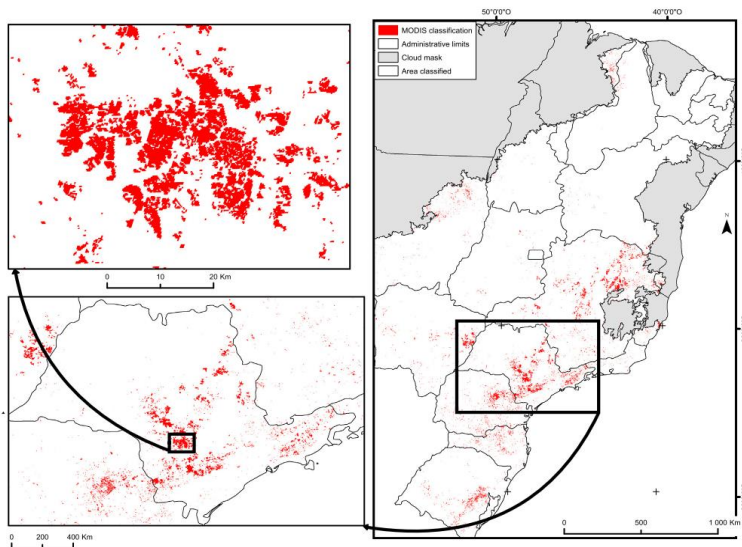 50°0'0"O
40°0'0"O
MODIS classification
Administrative limits
Cloud mask
Area classified
N
0 10 20 Km
0 500 1 000 Km
0 200 400 Km